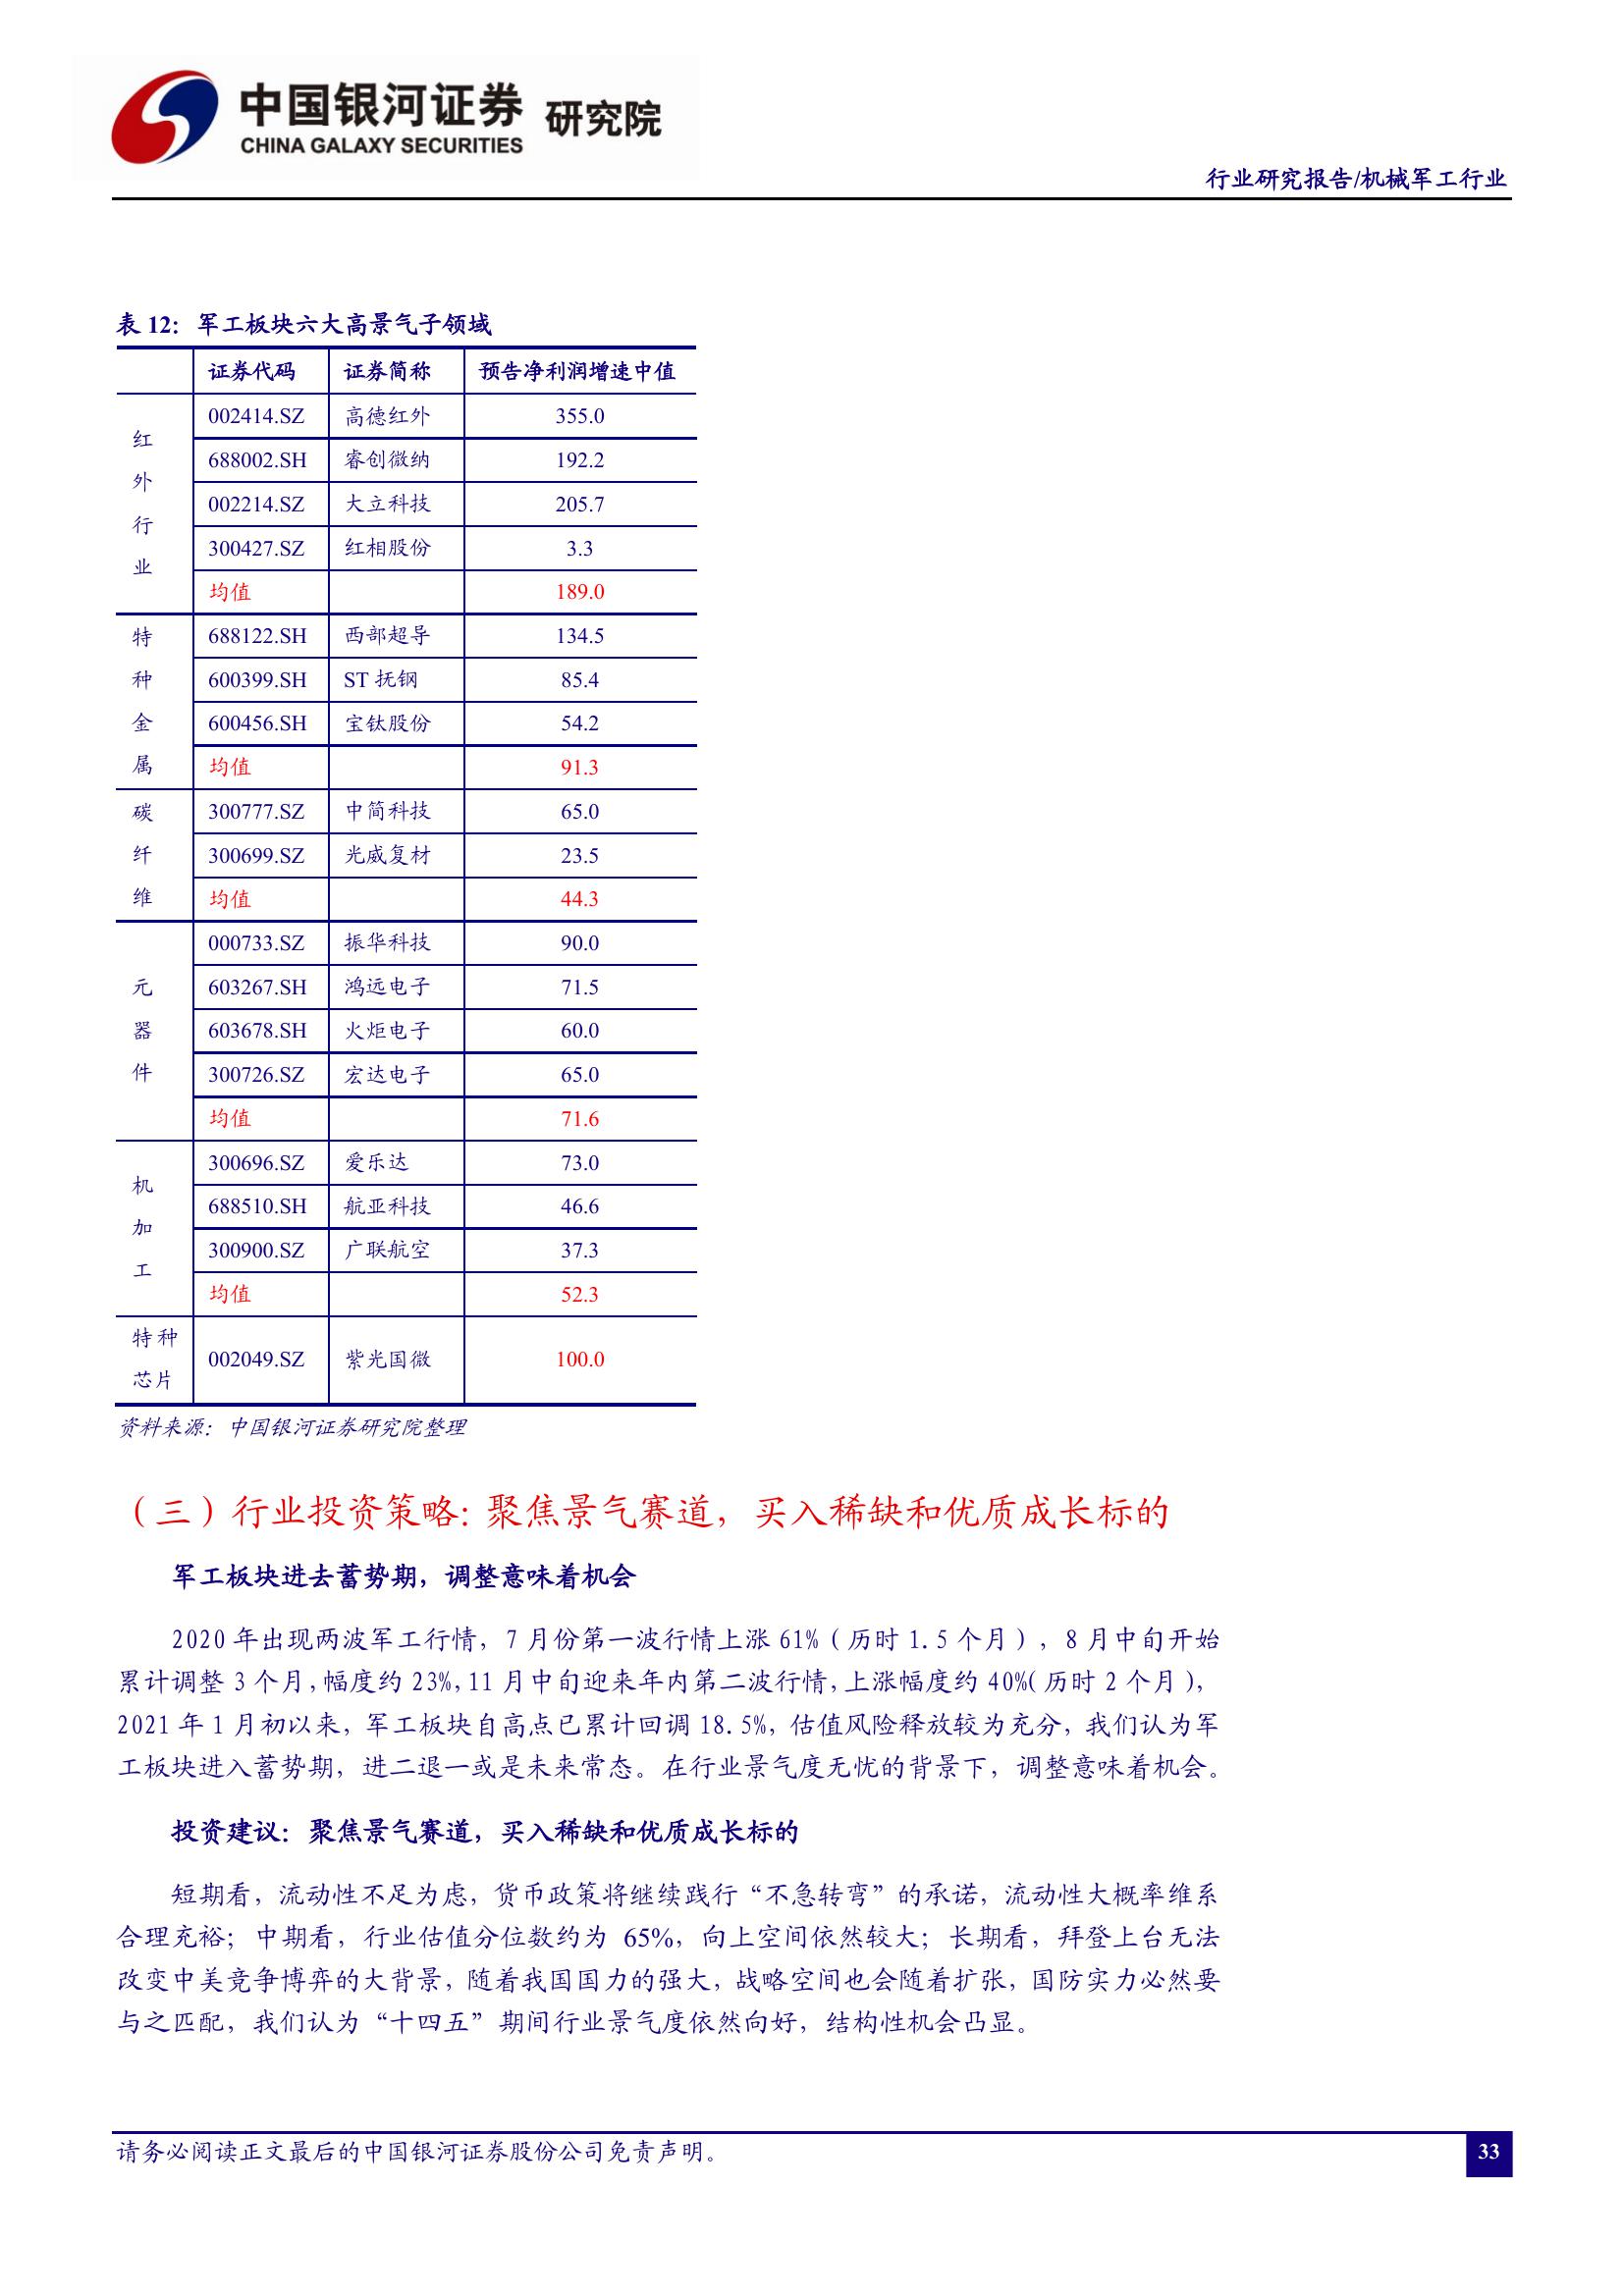 中国银河证券 研究院
CHINA GALAXY SECURITIES
行业研究报告/机械军工行业
表 12：军工板块六大高景气子领域
证券代码 证券简称 预告净利润增速中值
红外行业
002414.SZ 高德红外 355.0
688002.SH 睿创微纳 192.2
002214.SZ 大立科技 205.7
300427.SZ 红相股份 3.3
均值 189.0
特种金属
688122.SH 西部超导 134.5
600399.SH ST 抚钢 85.4
600456.SH 宝钛股份 54.2
均值 91.3
碳纤维
300777.SZ 中简科技 65.0
300699.SZ 光威复材 23.5
均值 44.3
元器件
000733.SZ 振华科技 90.0
603267.SH 鸿远电子 71.5
603678.SH 火炬电子 60.0
300726.SZ 宏达电子 65.0
均值 71.6
机加工
300696.SZ 爱乐达 73.0
688510.SH 航亚科技 46.6
300900.SZ 广联航空 37.3
均值 52.3
特种芯片
002049.SZ 紫光国微 100.0
资料来源：中国银河证券研究院整理
（三）行业投资策略：聚焦景气赛道，买入稀缺和优质成长标的
军工板块进去蓄势期，调整意味着机会
2020 年出现两波军工行情，7 月份第一波行情上涨 61%（历时 1.5 个月），8 月中旬开始
累计调整 3 个月，幅度约 23%，11 月中旬迎来年内第二波行情，上涨幅度约 40%（历时 2 个月），
2021 年 1 月初以来，军工板块自高点已累计回调 18.5%，估值风险释放较为充分，我们认为军
工板块进入蓄势期，进二退一或是未来常态。在行业景气度无忧的背景下，调整意味着机会。
投资建议：聚焦景气赛道，买入稀缺和优质成长标的
短期看，流动性不足为虑，货币政策将继续践行“不急转弯”的承诺，流动性大概率维系
合理充裕；中期看，行业估值分位数约为 65%，向上空间依然较大；长期看，拜登上台无法
改变中美竞争博弈的大背景，随着我国国力的强大，战略空间也会随着扩张，国防实力必然要
与之匹配，我们认为“十四五”期间行业景气度依然向好，结构性机会凸显。
请务必阅读正文最后的中国银河证券股份公司免责声明。
33